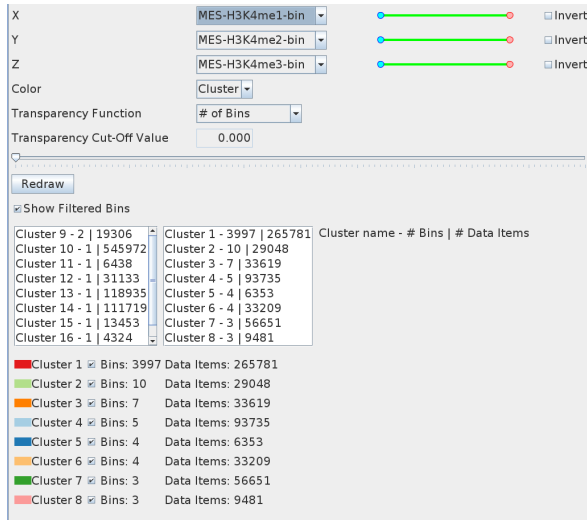 X MES-H3K4me1-bin Invert
Y MES-H3K4me2-bin Invert
Z MES-H3K4me3-bin Invert
Color Cluster
Transparency Function # of Bins
Transparency Cut-Off Value 0.000
Redraw
Show Filtered Bins
Cluster 9 - 2 | 19306
Cluster 10 - 1 | 545972
Cluster 11 - 1 | 6438
Cluster 12 - 1 | 31133
Cluster 13 - 1 | 118935
Cluster 14 - 1 | 111719
Cluster 15 - 1 | 13453
Cluster 16 - 1 | 4324
Cluster 1 - 3997 | 265781
Cluster 2 - 10 | 29048
Cluster 3 - 7 | 33619
Cluster 4 - 5 | 93735
Cluster 5 - 4 | 6353
Cluster 6 - 4 | 33209
Cluster 7 - 3 | 56651
Cluster 8 - 3 | 9481
Cluster name - # Bins | # Data Items
Cluster 1 Bins: 3997 Data Items: 265781
Cluster 2 Bins: 10 Data Items: 29048
Cluster 3 Bins: 7 Data Items: 33619
Cluster 4 Bins: 5 Data Items: 93735
Cluster 5 Bins: 4 Data Items: 6353
Cluster 6 Bins: 4 Data Items: 33209
Cluster 7 Bins: 3 Data Items: 56651
Cluster 8 Bins: 3 Data Items: 9481